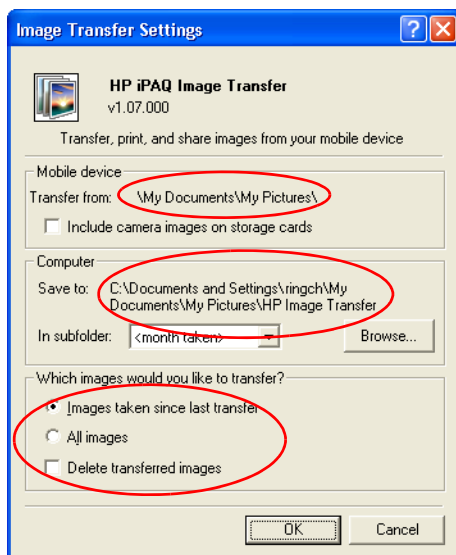 Image Transfer Settings
HP iPAQ Image Transfer
v1.07.000
Transfer, print, and share images from your mobile device
Mobile device
Transfer from: \My Documents\My Pictures\
Include camera images on storage cards
Computer
Save to: C:\Documents and Settings\ringch\My
Documents\My Pictures\HP Image Transfer
In subfolder: <month taken> Browse...
Which images would you like to transfer?
Images taken since last transfer
All images
Delete transferred images
OK Cancel